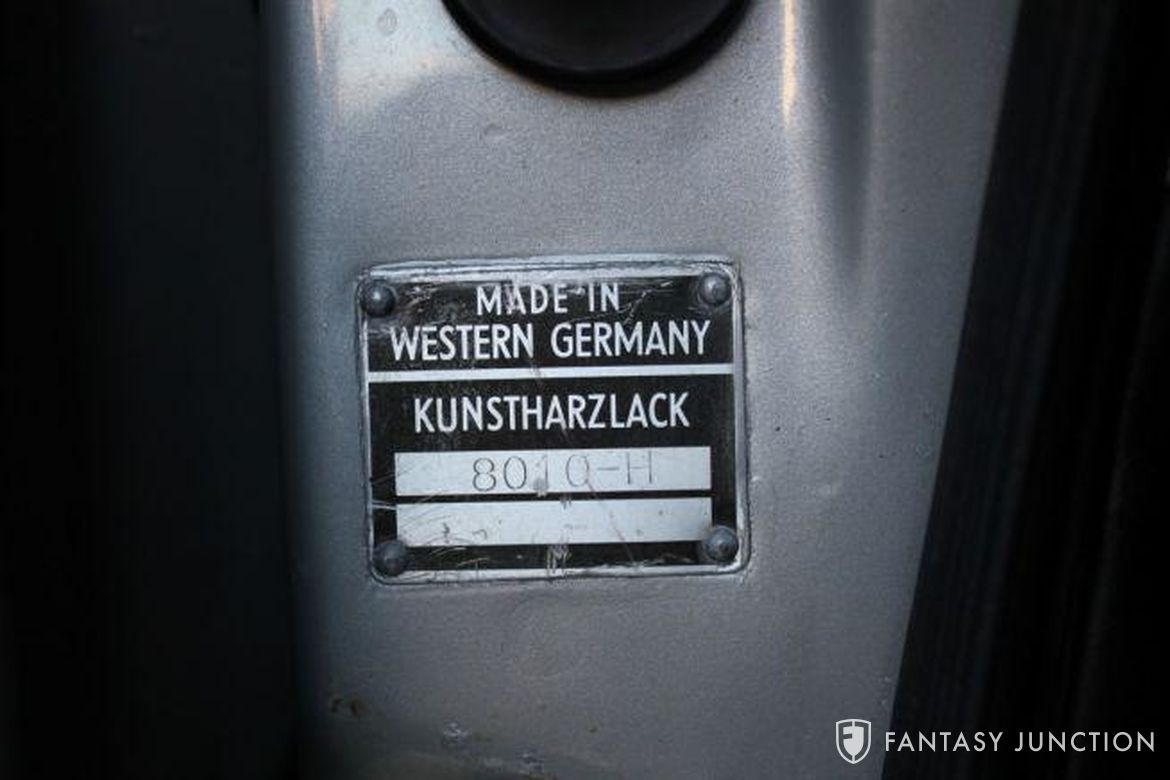 MADE IN
WESTERN GERMANY
KUNSTHARZLACK
8010-H
FANTASY JUNCTION